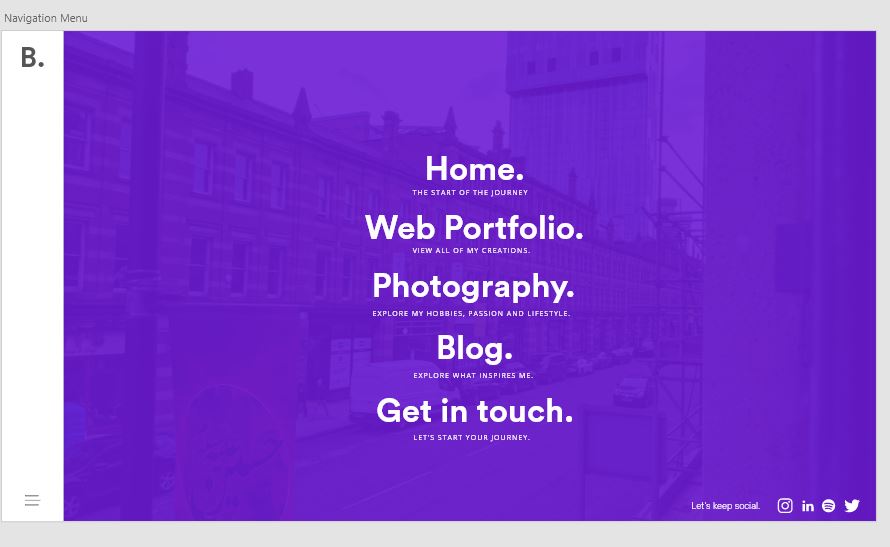 Navigation Menu
B.
Home.
THE START OF THE JOURNEY
Web Portfolio.
VIEW ALL OF MY CREATIONS.
Photography.
EXPLORE MY HOBBIES, PASSION AND LIFESTYLE.
Blog.
EXPLORE WHAT INSPIRES ME.
Get in touch.
LET'S START YOUR JOURNEY.
Let's keep social.
in